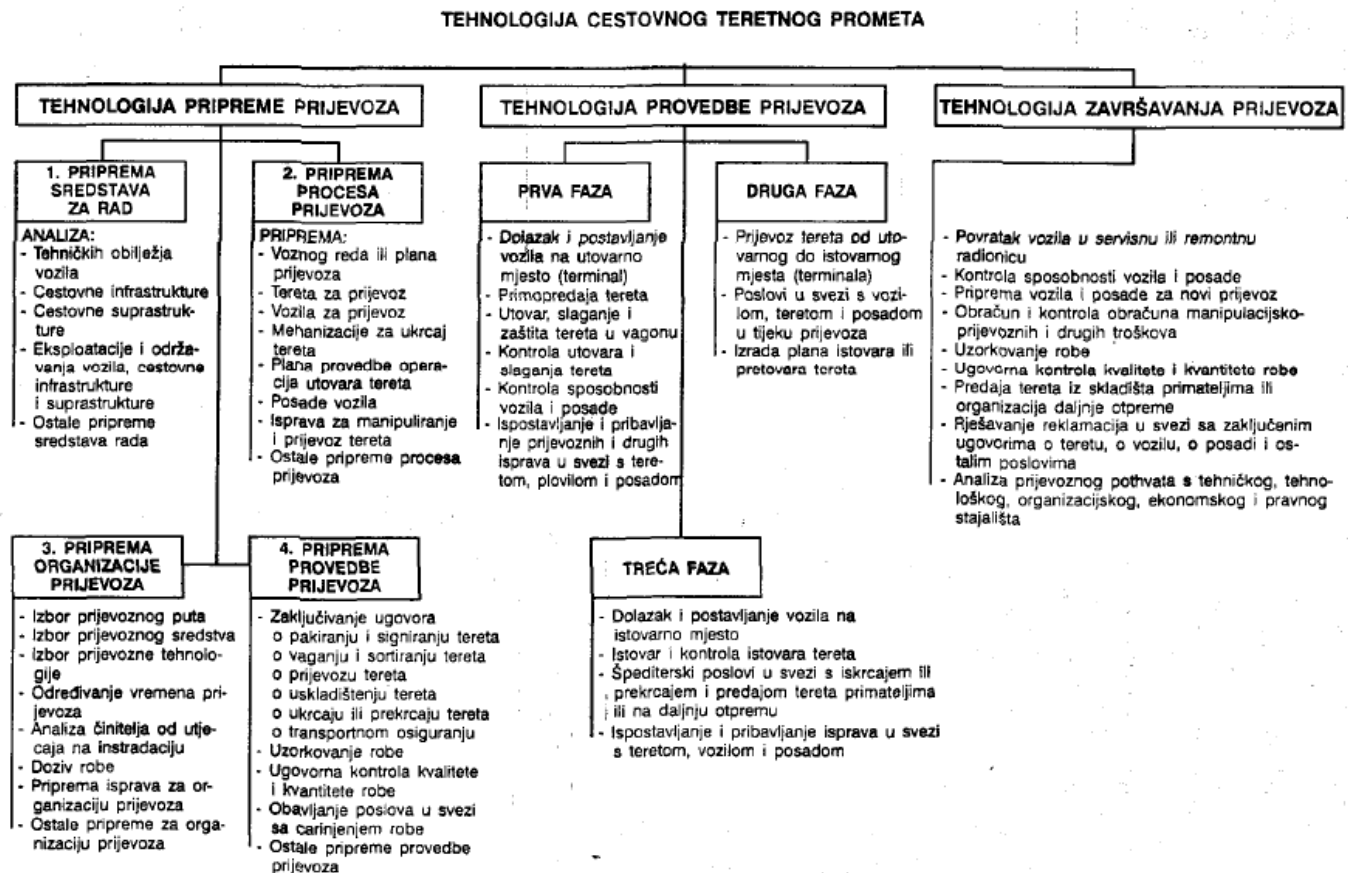 TEHNOLOGIJA CESTOVNOG TERETNOG PROMETA
TEHNOLOGIJA PRIPREME PRIJEVOZA
1. PRIPREMA
SREDSTAVA
ZA RAD
ANALIZA:
- Tehničkih obilježja
vozila
- Cestovne infrastrukture
- Cestovne suprastruk-
ture
- Eksploatacije i održa-
vanja vozila, cestovne
infrastrukture
i suprastrukture
- Ostale pripreme
sredstava rada
2. PRIPREMA
PROCESA
PRIJEVOZA
PRIPREMA:
- Voznog reda ili plana
prijevoza
- Tereta za prijevoz
- Vozila za prijevoz
- Mehanizacije za ukrcaj
tereta
- Plana provedbe opera-
cija utovara tereta
- Posade vozila
- Isprava za manipuliranje
i prijevoz tereta
- Ostale pripreme procesa
prijevoza
3. PRIPREMA
ORGANIZACIJE
PRIJEVOZA
- Izbor prijevoznog puta
- Izbor prijevoznog sredstva
- Izbor prijevozne tehnolo-
gije
- Određivanje vremena pri-
jevoza
- Analiza činitelja od utje-
caja na instradaciju
- Doziv robe
- Priprema isprava za or-
ganizaciju prijevoza
- Ostale pripreme za orga-
nizaciju prijevoza
4. PRIPREMA
PROVEDBE
PRIJEVOZA
- Zaključivanje ugovora
o pakiranju i signiranju tereta
o vaganju i sortiranju tereta
o prijevozu tereta
o uskladištenju tereta
o ukrcaju ili prekrcaju tereta
o transportnom osiguranju
- Uzorkovanje robe
- Ugovorna kontrola kvalitete
i kvantitete robe
- Obavljanje poslova u svezi
sa carinjenjem robe
- Ostale pripreme provedbe
prijevoza
TEHNOLOGIJA PROVEDBE PRIJEVOZA
PRVA FAZA
- Dolazak i postavljanje
vozila na utovarno
mjesto (terminal)
- Primopredaja tereta
- Utovar, slaganje i
zaštita tereta u vagonu
- Kontrola utovara i
slaganja tereta
- Kontrola sposobnosti
vozila i posade
- Ispostavljanje i pribavlja-
nje prijevoznih i drugih
isprava u svezi s tere-
tom, plovilom i posadom
DRUGA FAZA
- Prijevoz tereta od uto-
varnog do istovarnog
mjesta (terminala)
- Poslovi u svezi s vozi-
lom, teretom i posadom
u tijeku prijevoza
- Izrada plana istovara ili
pretovara tereta
TREĆA FAZA
- Dolazak i postavljanje vozila na
istovarno mjesto
- Istovar i kontrola istovara tereta
- Špediterski poslovi u svezi s iskrcajem ili
prekrcajem i predajom tereta primateljima
ili na daljnju otpremu
- Ispostavljanje i pribavljanje isprava u svezi
s teretom, vozilom i posadom
TEHNOLOGIJA ZAVRŠAVANJA PRIJEVOZA
- Povratak vozila u servisnu ili remontnu
radionicu
- Kontrola sposobnosti vozila i posade
- Priprema vozila i posade za novi prijevoz
- Obračun i kontrola obračuna manipulacijsko-
prijevoznih i drugih troškova
- Uzorkovanje robe
- Ugovorna kontrola kvalitete i kvantitete robe
- Predaja tereta iz skladišta primateljima ili
organizacija daljnje otpreme
- Rješavanje reklamacija u svezi sa zaključenim
ugovorima o teretu, o vozilu, o posadi i os-
talim poslovima
- Analiza prijevoznog pothvata s tehničkog, tehno-
loškog, organizacijskog, ekonomskog i pravnog
stajališta